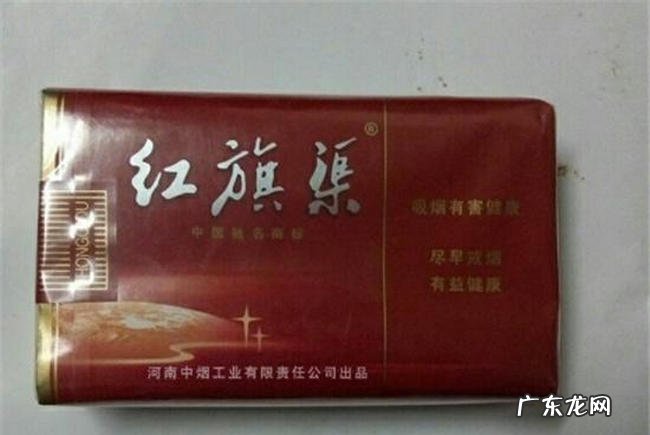 红旗渠®
中国驰名商标
HONGQIQU
吸烟有害健康
尽早戒烟
有益健康
河南中烟工业有限责任公司出品
广东龙网